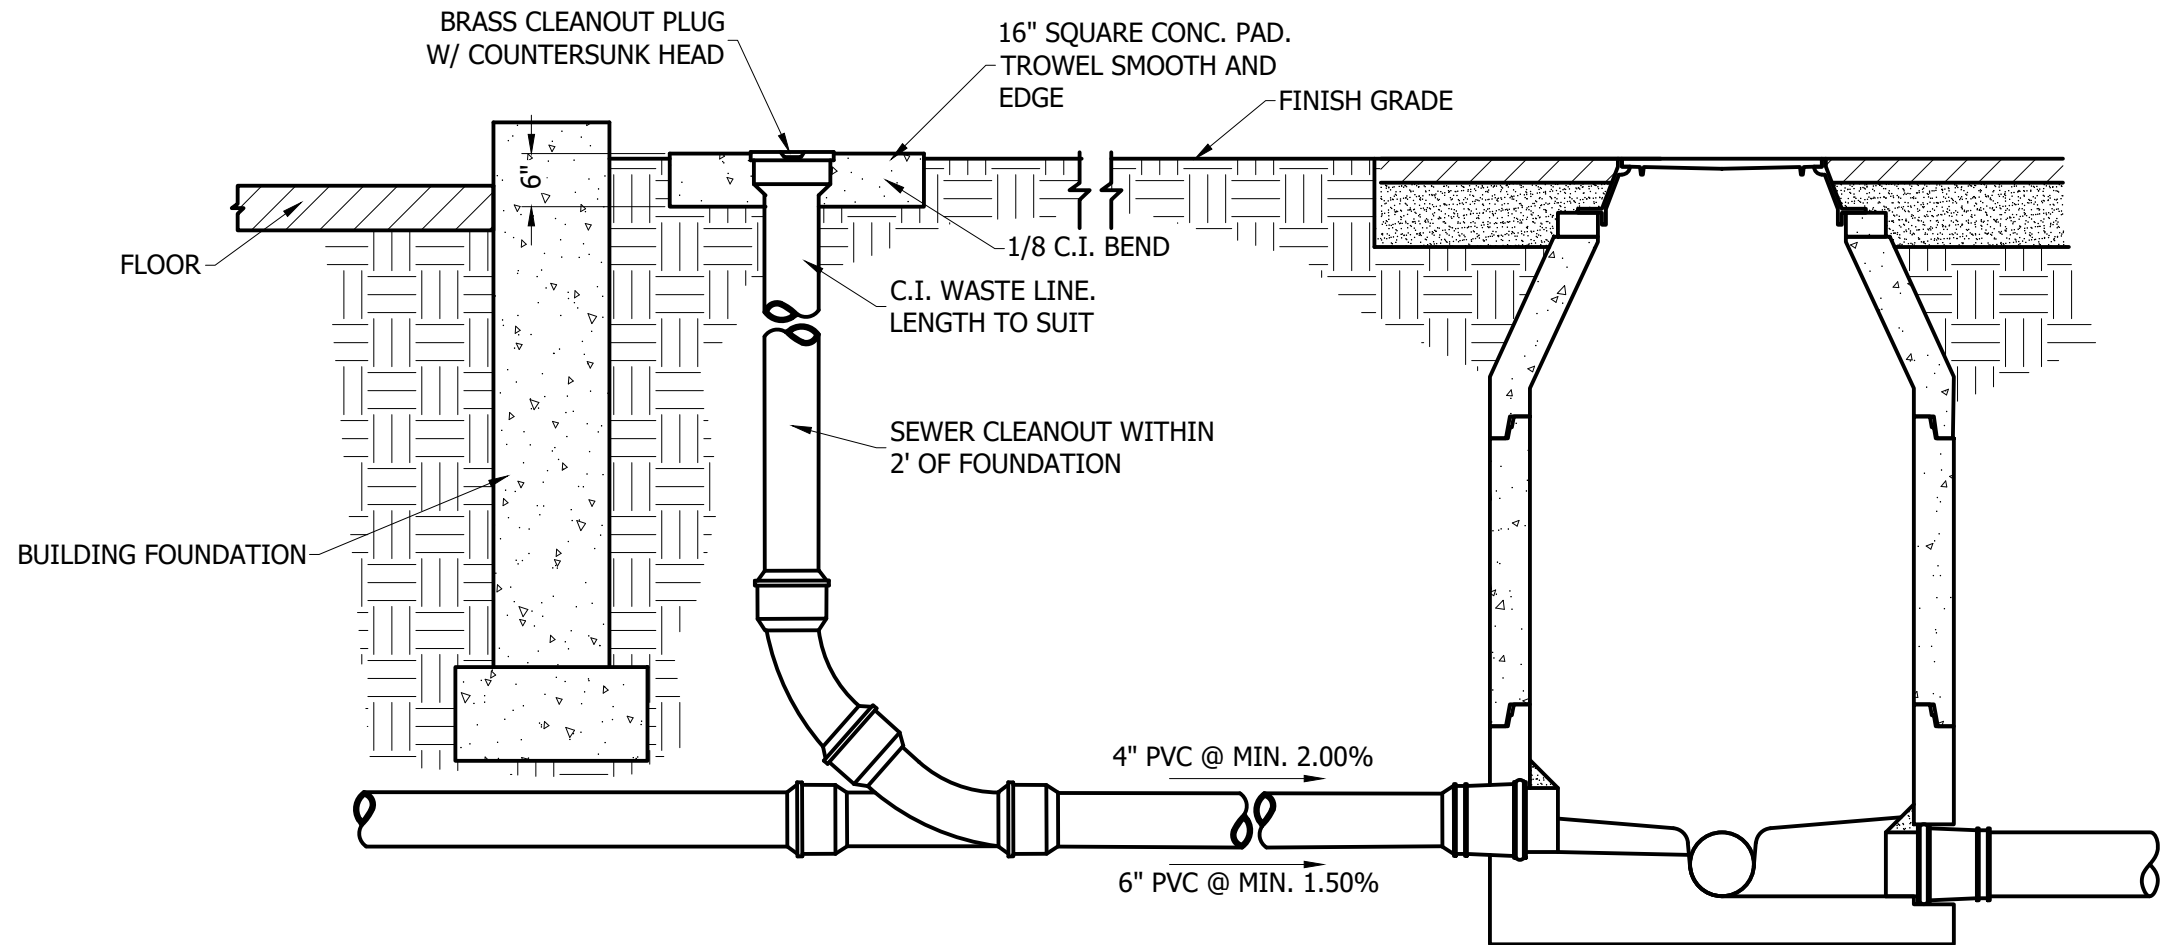 BRASS CLEANOUT PLUG
W/ COUNTERSUNK HEAD
16" SQUARE CONC. PAD.
TROWEL SMOOTH AND
EDGE
FINISH GRADE
6"
FLOOR
1/8 C.I. BEND
C.I. WASTE LINE.
LENGTH TO SUIT
SEWER CLEANOUT WITHIN
2' OF FOUNDATION
BUILDING FOUNDATION
4" PVC @ MIN. 2.00%
6" PVC @ MIN. 1.50%